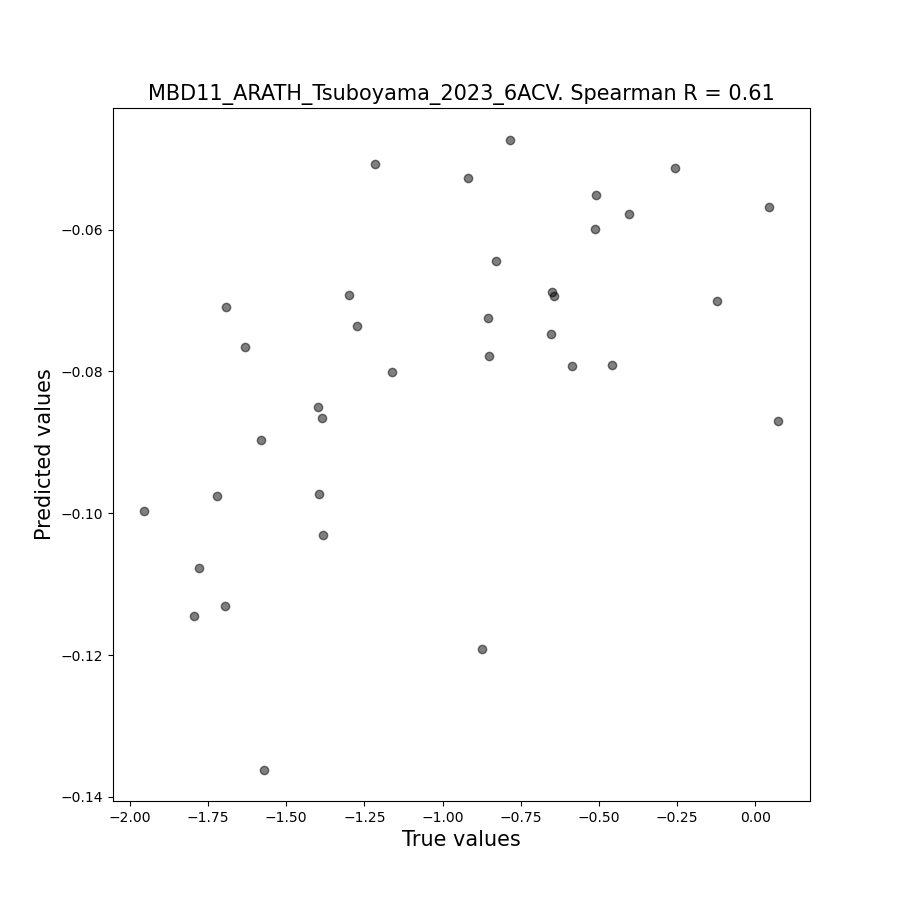 MBD11_ARATH_Tsuboyama_2023_6ACV. Spearman R = 0.61
Predicted values
−0.06
−0.08
−0.10
−0.12
−0.14
−2.00 −1.75 −1.50 −1.25 −1.00 −0.75 −0.50 −0.25 0.00
True values